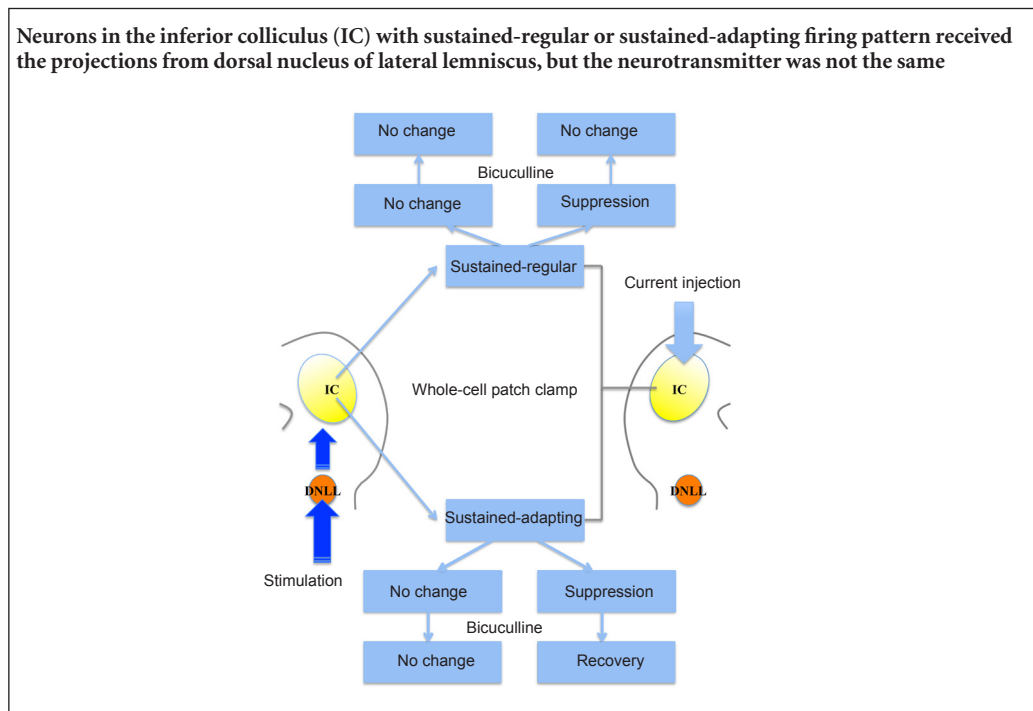 Neurons in the inferior colliculus (IC) with sustained-regular or sustained-adapting firing pattern received
the projections from dorsal nucleus of lateral lemniscus, but the neurotransmitter was not the same
No change
No change
Bicuculline
No change
Suppression
Sustained-regular
Current injection
IC
Whole-cell patch clamp
IC
DNLL
DNLL
Sustained-adapting
Stimulation
No change
Suppression
Bicuculline
No change
Recovery